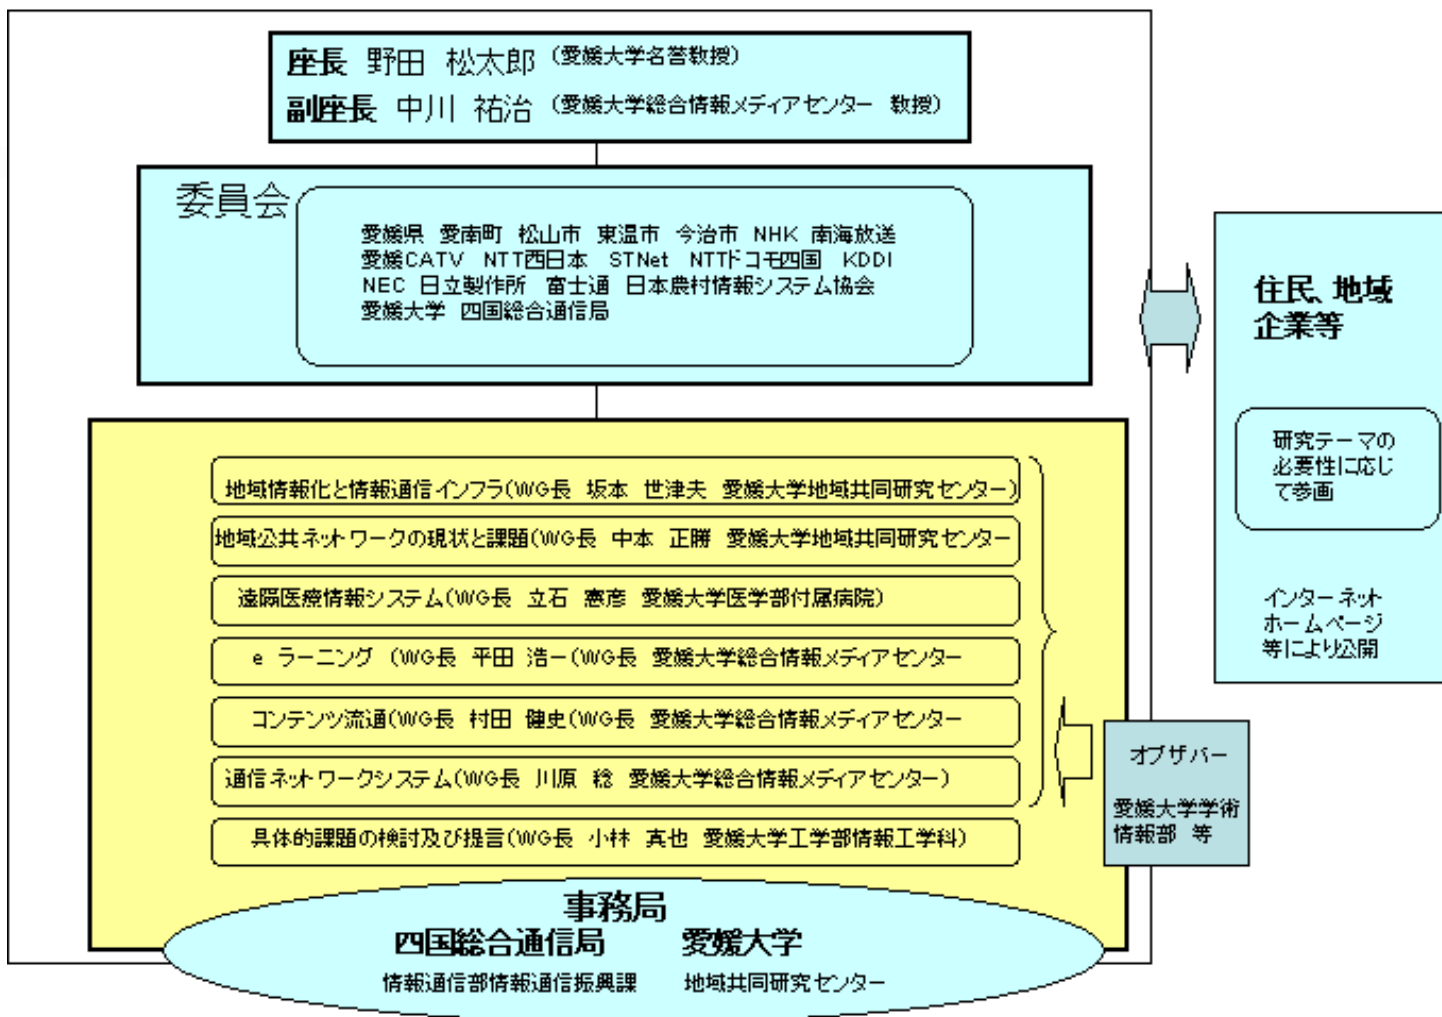 座長 野田 松太郎 (愛媛大学名誉教授)
副座長 中川 祐治 (愛媛大学総合情報メディアセンター 教授)
委員会
愛媛県 愛南町 松山市 東温市 今治市 NHK 南海放送
愛媛CATV NTT西日本 STNet NTTドコモ四国 KDDI
NEC 日立製作所 富士通 日本農村情報システム協会
愛媛大学 四国総合通信局
地域情報化と情報通信インフラ(WG長 坂本 世津夫 愛媛大学地域共同研究センター)
地域公共ネットワークの現状と課題(WG長 中本 正勝 愛媛大学地域共同研究センター
遠隔医療情報システム(WG長 立石 憲彦 愛媛大学医学部付属病院)
e ラーニング (WG長 平田 浩一(WG長 愛媛大学総合情報メディアセンター
コンテンツ流通(WG長 村田 健史(WG長 愛媛大学総合情報メディアセンター
通信ネットワークシステム(WG長 川原 稔 愛媛大学総合情報メディアセンター)
具体的課題の検討及び提言(WG長 小林 真也 愛媛大学工学部情報工学科)
事務局
四国総合通信局 愛媛大学
情報通信部情報通信振興課 地域共同研究センター
住民、地域
企業等
研究テーマの
必要性に応じ
て参画
インターネット
ホームページ
等により公開
オブザバー
愛媛大学学術
情報部 等